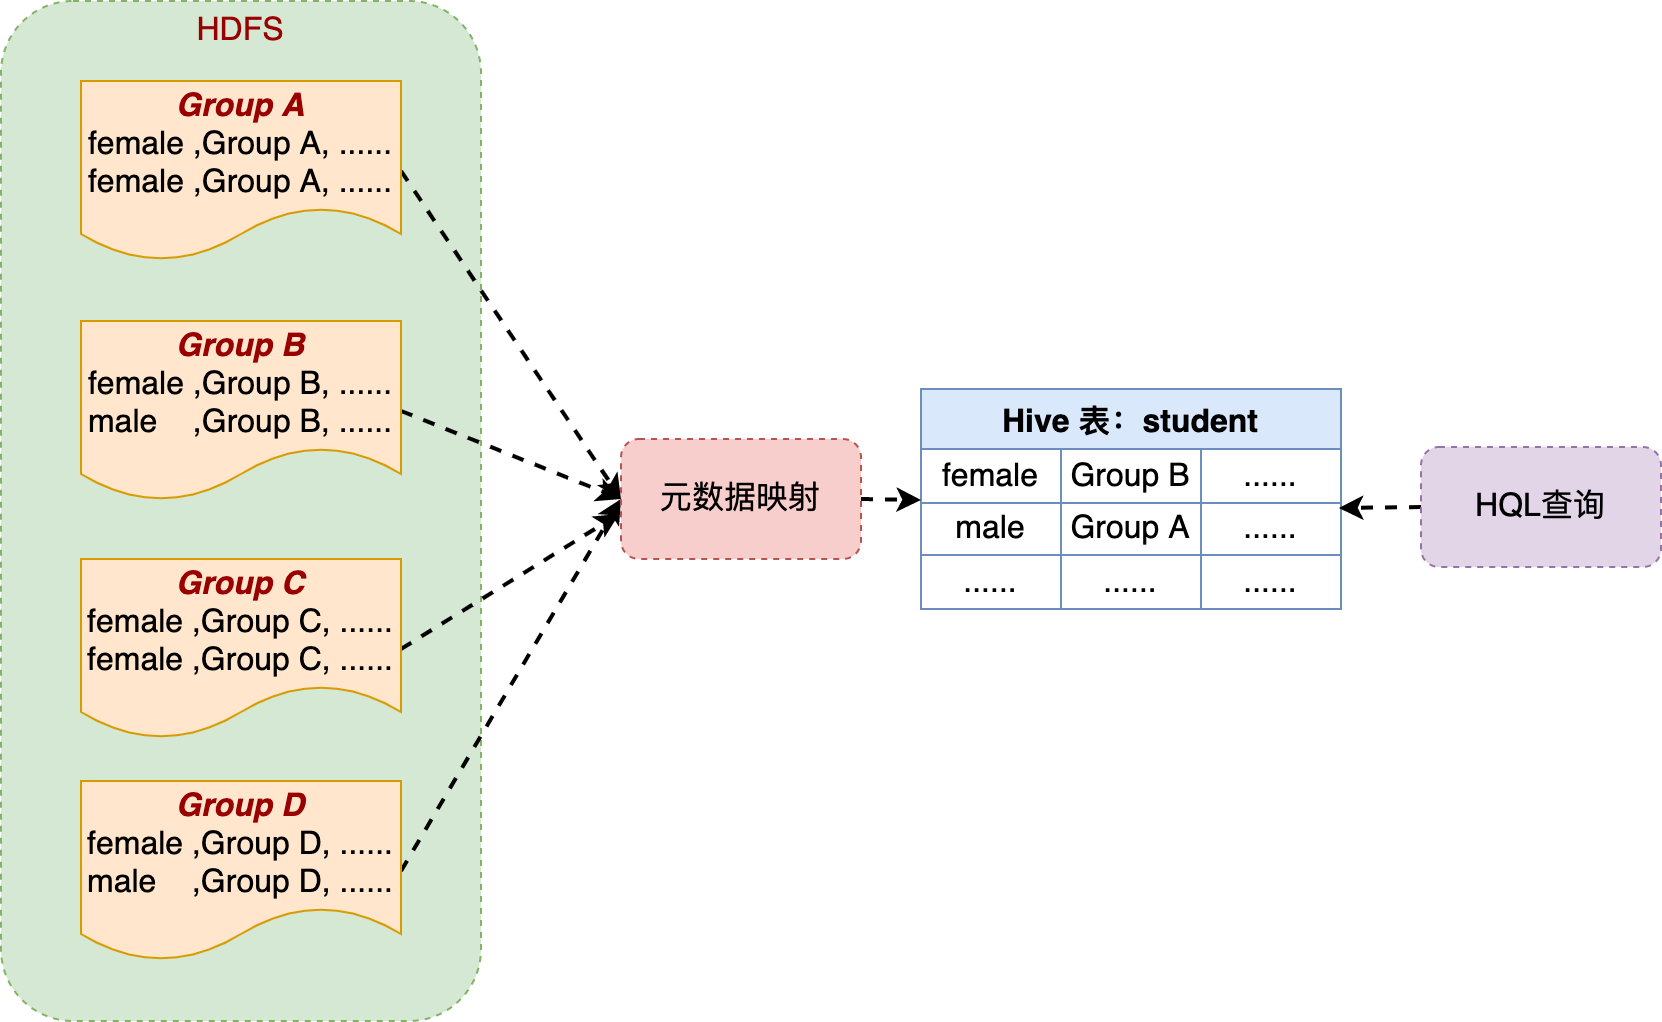 HDFS
Group A
female ,Group A, ......
female ,Group A, ......
Group B
female ,Group B, ......
male ,Group B, ......
Group C
female ,Group C, ......
female ,Group C, ......
Group D
female ,Group D, ......
male ,Group D, ......
元数据映射
Hive 表：student
female Group B ......
male Group A ......
...... ...... ......
HQL查询